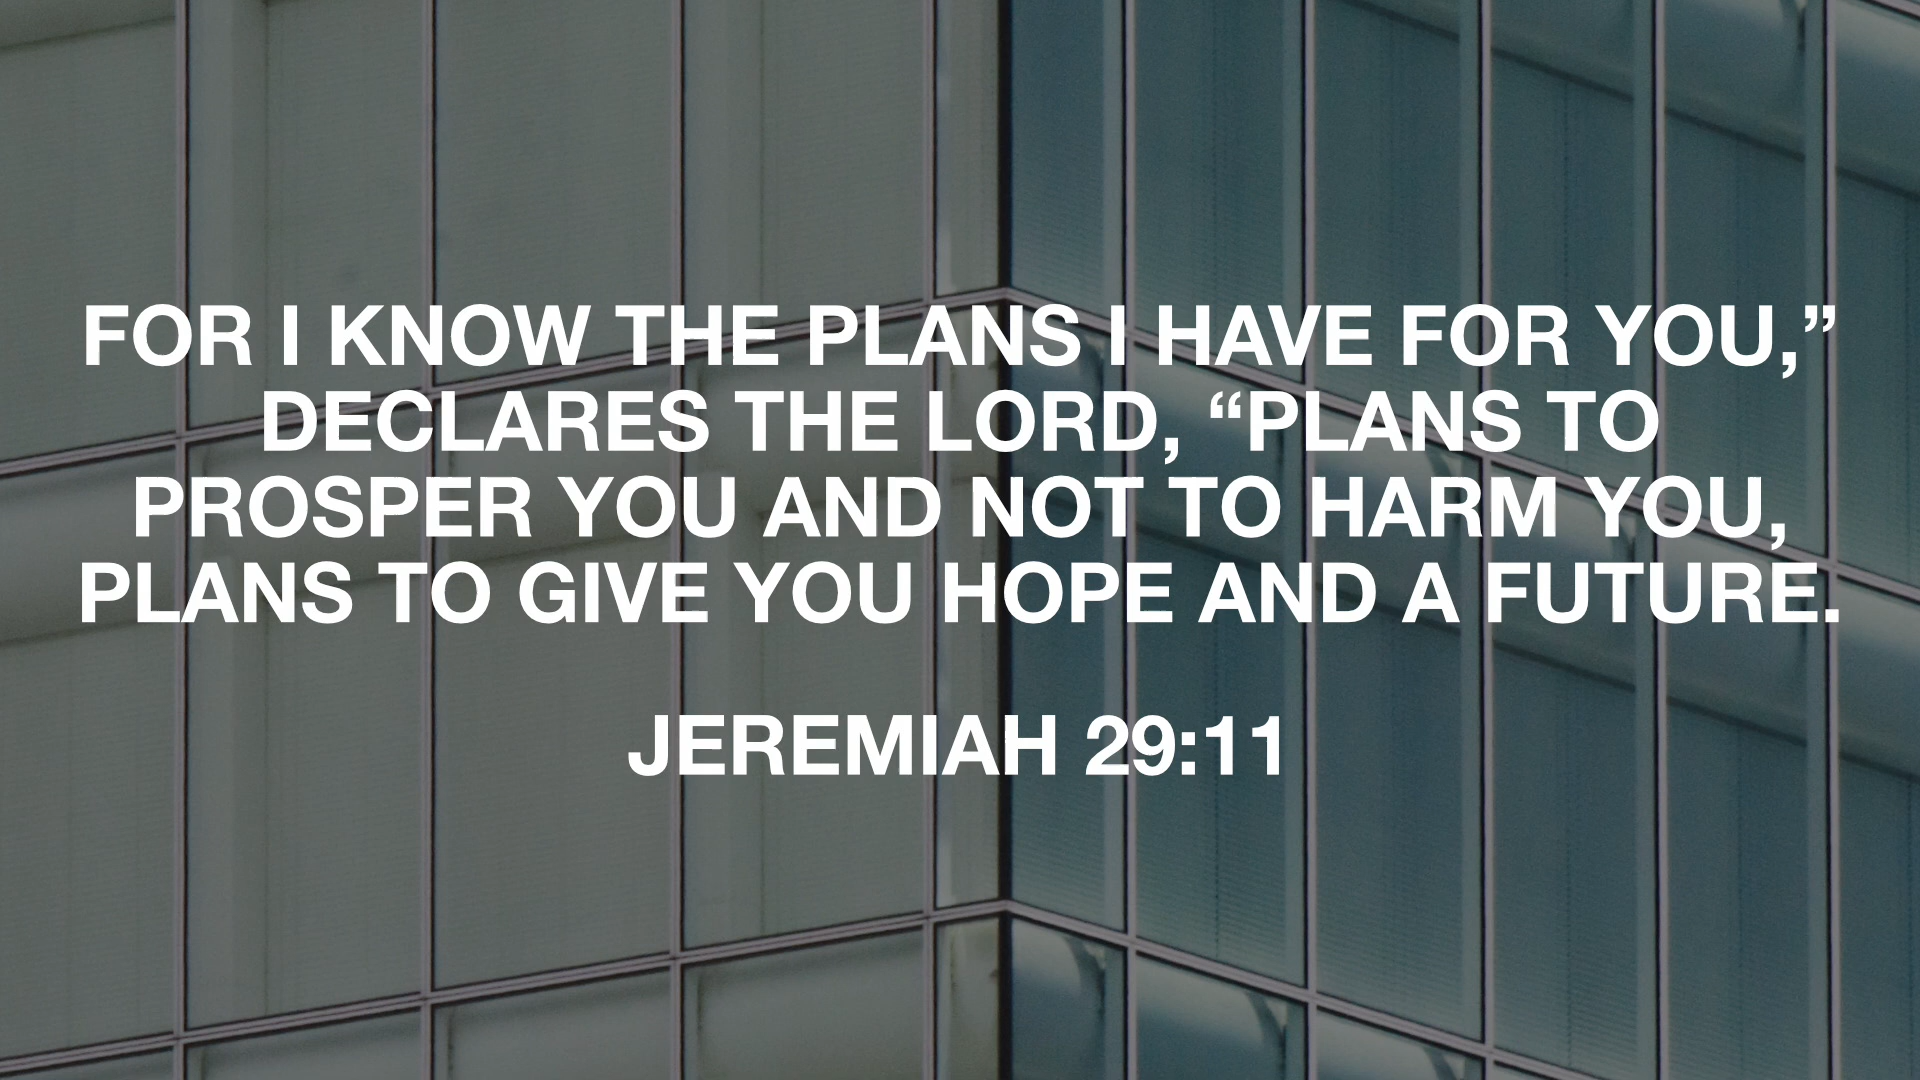 FOR I KNOW THE PLANS I HAVE FOR YOU,”
DECLARES THE LORD, “PLANS TO
PROSPER YOU AND NOT TO HARM YOU,
PLANS TO GIVE YOU HOPE AND A FUTURE.
JEREMIAH 29:11